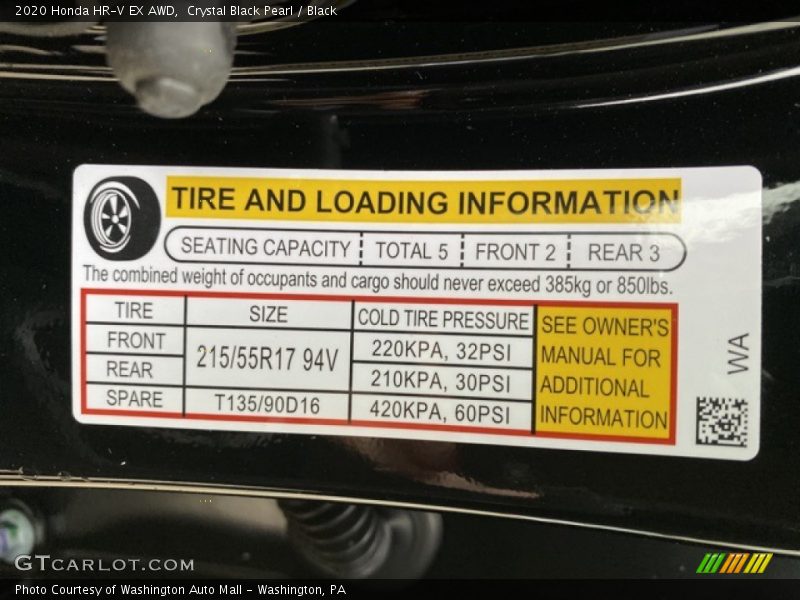 2020 Honda HR-V EX AWD, Crystal Black Pearl / Black
TIRE AND LOADING INFORMATION
SEATING CAPACITY TOTAL 5 FRONT 2 REAR 3
The combined weight of occupants and cargo should never exceed 385kg or 850lbs.
TIRE SIZE COLD TIRE PRESSURE
FRONT 215/55R17 94V 220KPA, 32PSI
REAR 210KPA, 30PSI
SPARE T135/90D16 420KPA, 60PSI
SEE OWNER'S
MANUAL FOR
ADDITIONAL
INFORMATION
WA
GTCARLOT.COM
Photo Courtesy of Washington Auto Mall - Washington, PA